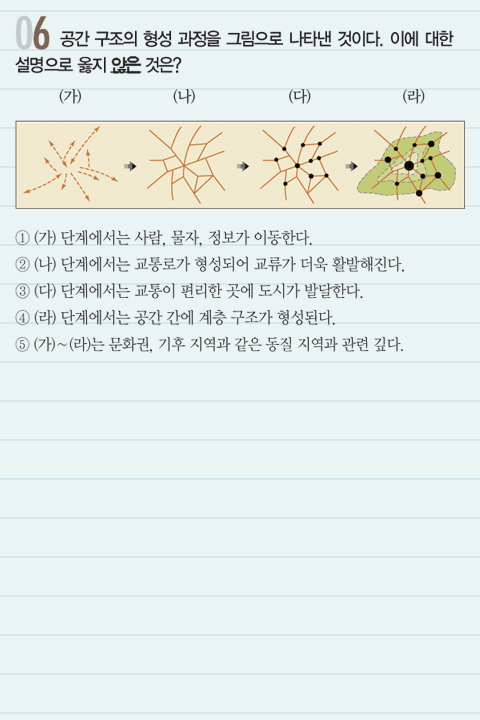 06 공간 구조의 형성 과정을 그림으로 나타낸 것이다. 이에 대한
설명으로 옳지 않은 것은?
(가) (나) (다) (라)
① (가) 단계에서는 사람, 물자, 정보가 이동한다.
② (나) 단계에서는 교통로가 형성되어 교류가 더욱 활발해진다.
③ (다) 단계에서는 교통이 편리한 곳에 도시가 발달한다.
④ (라) 단계에서는 공간 간에 계층 구조가 형성된다.
⑤ (가)~(라)는 문화권, 기후 지역과 같은 동질 지역과 관련 깊다.